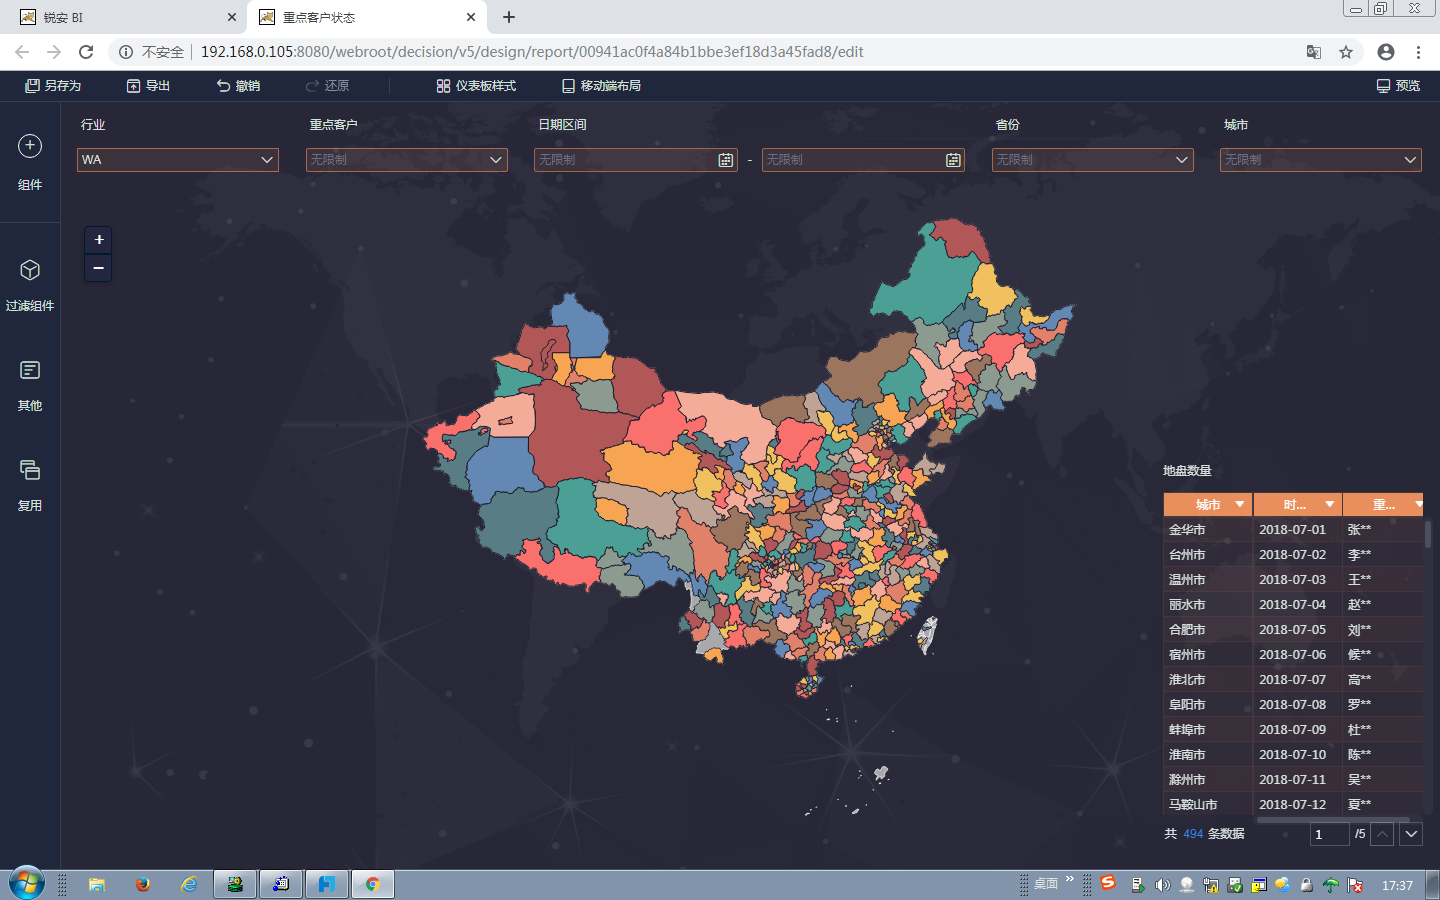 锐安 BI
重点客户状态
不安全 192.168.0.105:8080/webroot/decision/v5/design/report/00941ac0f4a84b1bbe3ef18d3a45fad8/edit
另存为 导出 撤销 还原 仪表板样式 移动端布局 预览
行业 重点客户 日期区间 省份 城市
WA 无限制 无限制 - 无限制 无限制 无限制
组件
过滤组件
其他
复用
+
−
地盘数量
城市 时... 重...
金华市 2018-07-01 张**
台州市 2018-07-02 李**
温州市 2018-07-03 王**
丽水市 2018-07-04 赵**
合肥市 2018-07-05 刘**
宿州市 2018-07-06 候**
淮北市 2018-07-07 高**
阜阳市 2018-07-08 罗**
蚌埠市 2018-07-09 杜**
淮南市 2018-07-10 陈**
滁州市 2018-07-11 吴**
马鞍山市 2018-07-12 夏**
共 494 条数据 1 /5
桌面 » 17:37